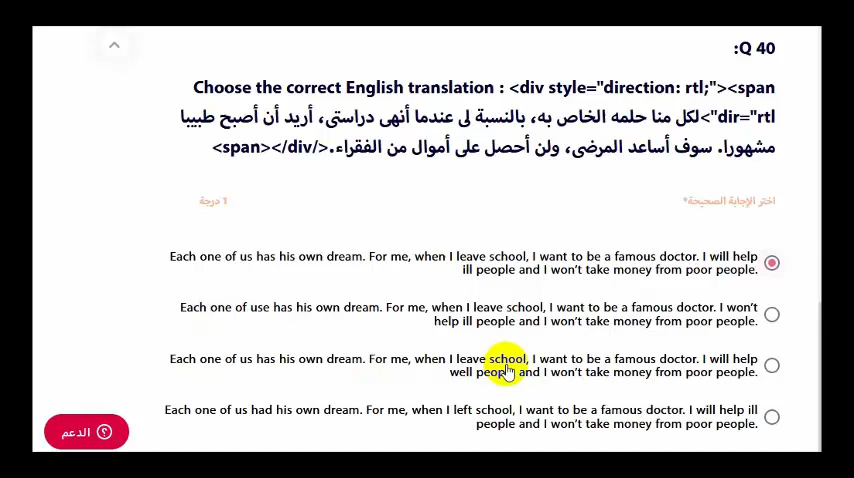 Q 40:
Choose the correct English translation : <div style="direction: rtl;"><span
dir="rtl">لكل منا حلمه الخاص به، بالنسبة لى عندما أنهى دراستى، أريد أن أصبح طبيبا
مشهورا. سوف أساعد المرضى، ولن أحصل على أموال من الفقراء.</span></div>
اختر الإجابة الصحيحة*
1 درجة
Each one of us has his own dream. For me, when I leave school, I want to be a famous doctor. I will help
ill people and I won't take money from poor people.
Each one of use has his own dream. For me, when I leave school, I want to be a famous doctor. I won't
help ill people and I won't take money from poor people.
Each one of us has his own dream. For me, when I leave school, I want to be a famous doctor. I will help
well people and I won't take money from poor people.
Each one of us had his own dream. For me, when I left school, I want to be a famous doctor. I will help ill
people and I won't take money from poor people.
الدعم